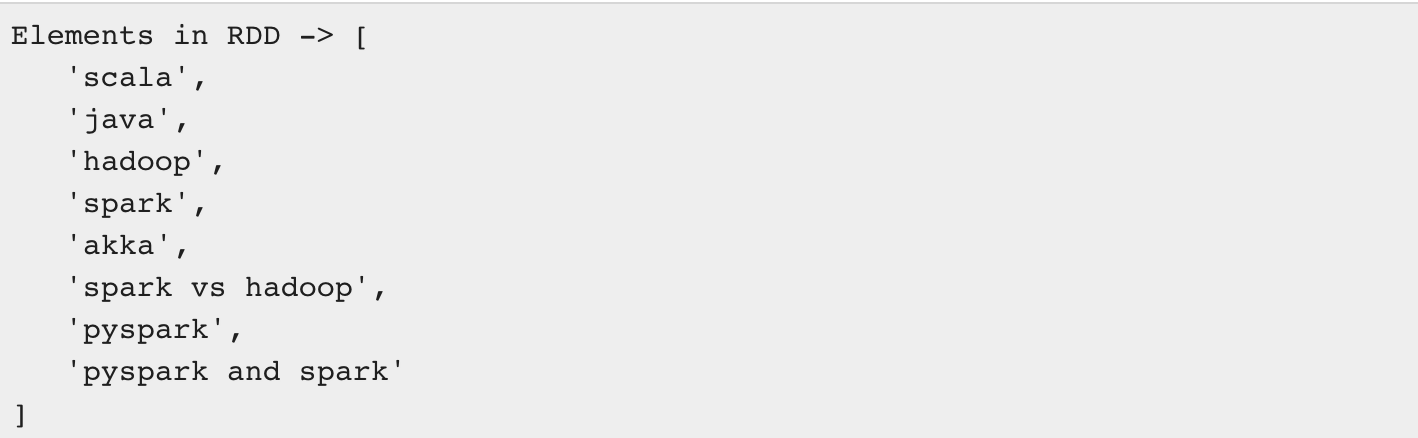 Elements in RDD -> [
   'scala',
   'java',
   'hadoop',
   'spark',
   'akka',
   'spark vs hadoop',
   'pyspark',
   'pyspark and spark'
]